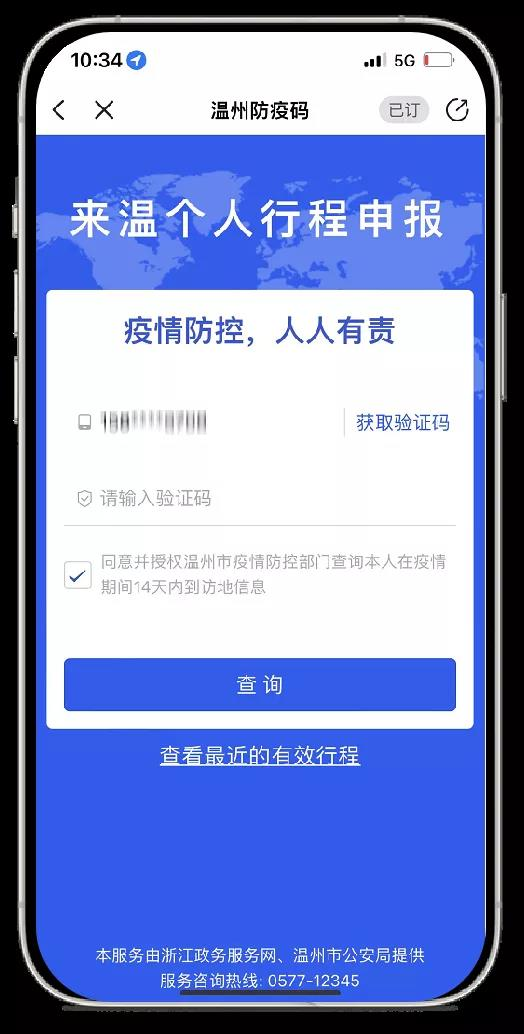 10:34
5G
温州防疫码
已订
来温个人行程申报
疫情防控，人人有责
获取验证码
请输入验证码
同意并授权温州市疫情防控部门查询本人在疫情
期间14天内到访地信息
查询
查看最近的有效行程
本服务由浙江政务服务网、温州市公安局提供
服务咨询热线: 0577-12345